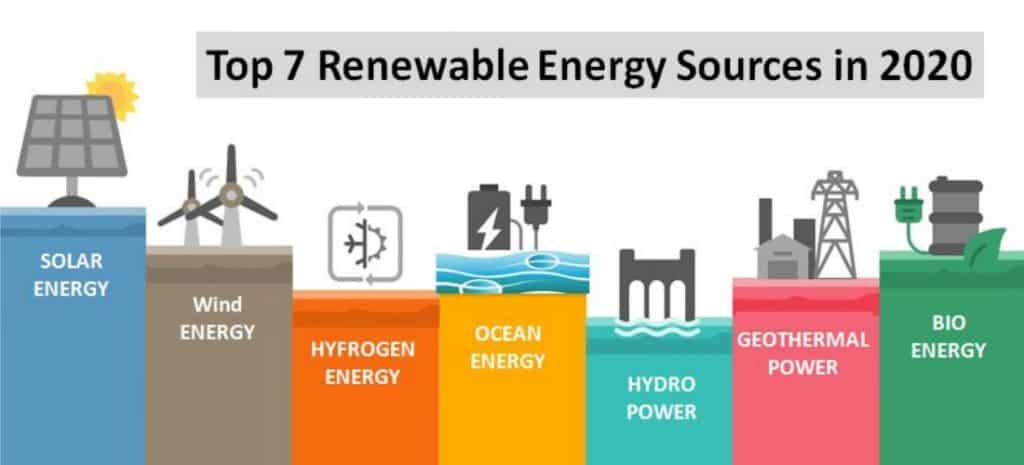 Top 7 Renewable Energy Sources in 2020
SOLAR
ENERGY
Wind
ENERGY
HYFROGEN
ENERGY
OCEAN
ENERGY
HYDRO
POWER
GEOTHERMAL
POWER
BIO
ENERGY